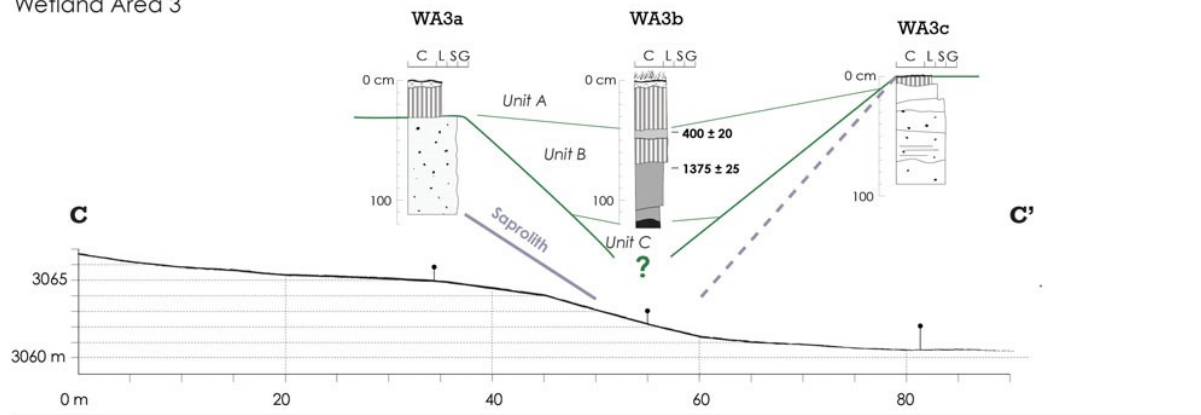 Wetland Area 3
WA3a
WA3b
WA3c
C L S G
C L S G
C L S G
0 cm
0 cm
0 cm
Unit A
400 ± 20
Unit B
1375 ± 25
100
100
100
C
C'
Saprolith
Unit C
?
3065
3060 m
0 m
20
40
60
80